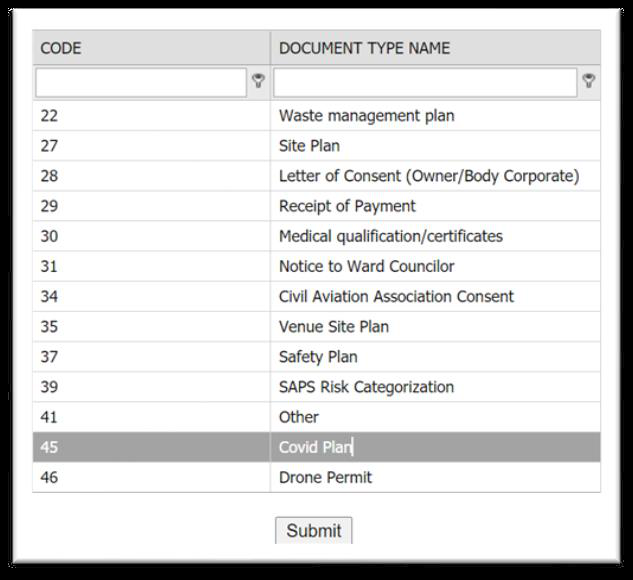 CODE DOCUMENT TYPE NAME
22 Waste management plan
27 Site Plan
28 Letter of Consent (Owner/Body Corporate)
29 Receipt of Payment
30 Medical qualification/certificates
31 Notice to Ward Councilor
34 Civil Aviation Association Consent
35 Venue Site Plan
37 Safety Plan
39 SAPS Risk Categorization
41 Other
45 Covid Plan
46 Drone Permit
Submit